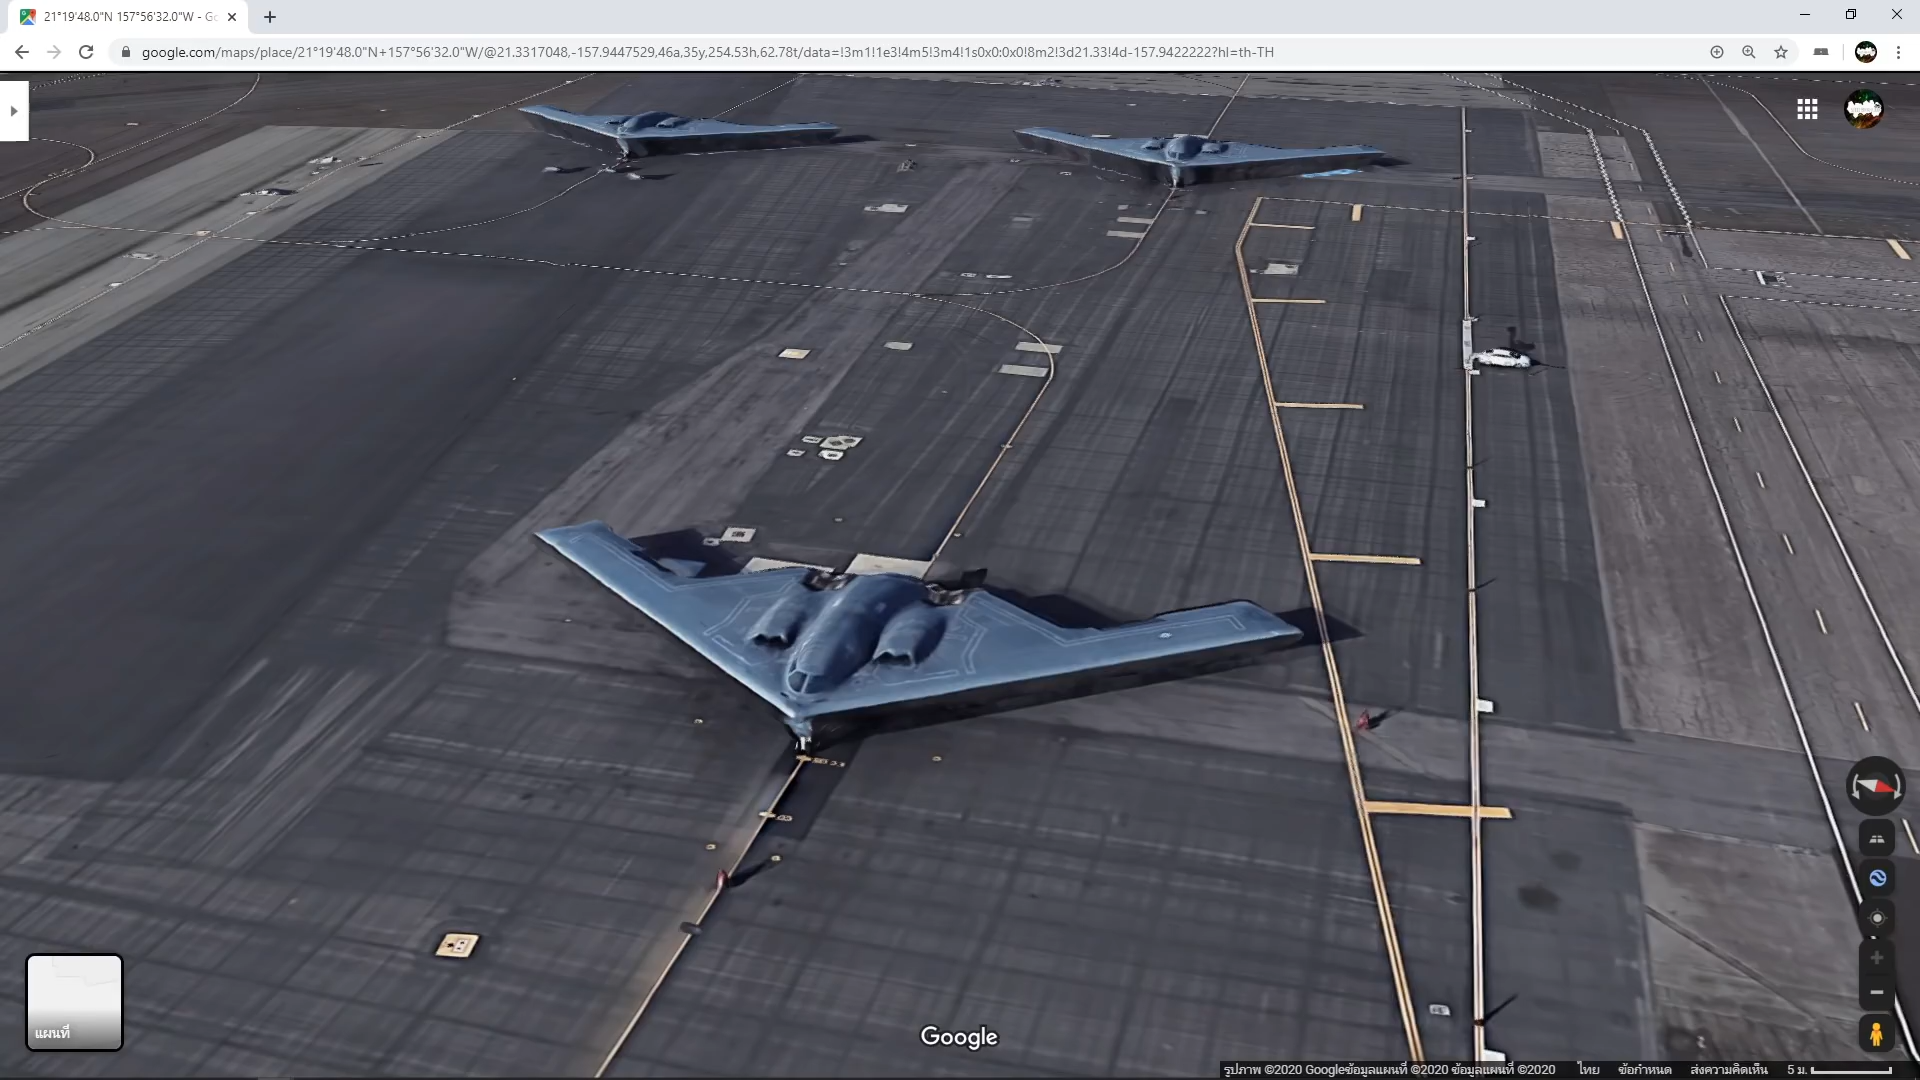 21°19'48.0"N 157°56'32.0"W - Go
google.com/maps/place/21°19'48.0"N+157°56'32.0"W/@21.3317048,-157.9447529,46a,35y,254.53h,62.78t/data=!3m1!1e3!4m5!3m4!1s0x0:0x0!8m2!3d21.33!4d-157.9422222?hl=th-TH
แผนที่
Google
รูปภาพ ©2020 Googleข้อมูลแผนที่ ©2020 ข้อมูลแผนที่ ©2020 ไทย ข้อกำหนด ส่งความคิดเห็น 5 ม.